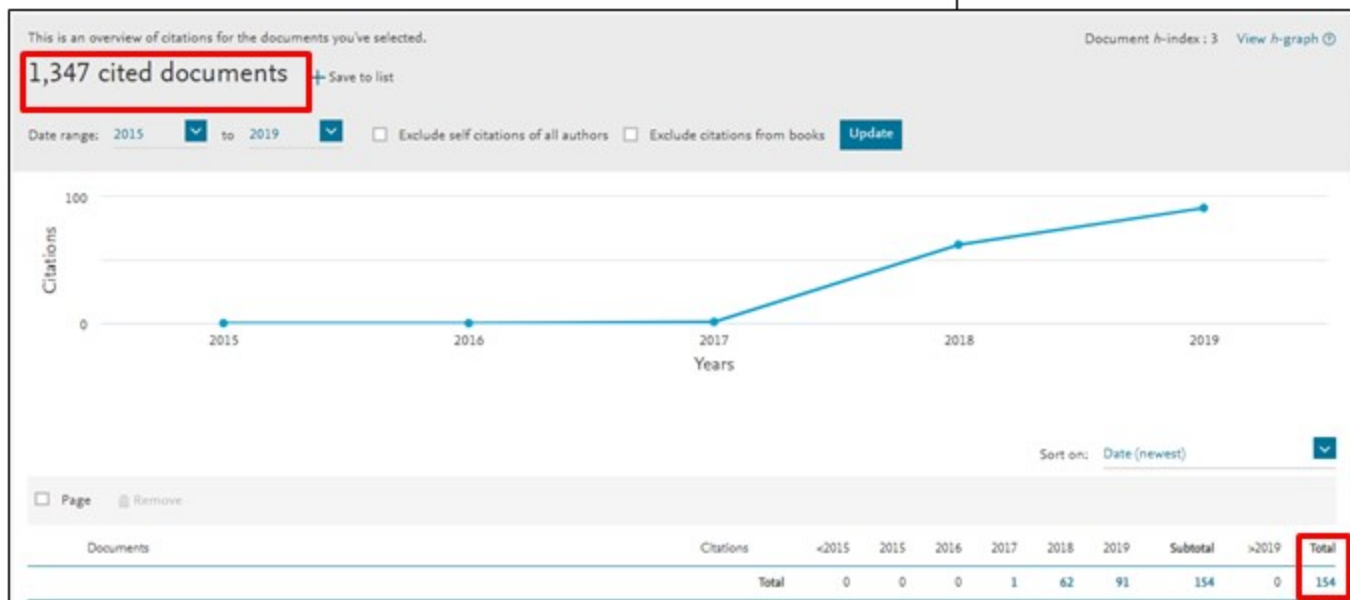 This is an overview of citations for the documents you've selected.
Document h-index : 3 View h-graph
1,347 cited documents + Save to list
Date range: 2015 to 2019 Exclude self citations of all authors Exclude citations from books Update
100
Citations
0
2015 2016 2017 2018 2019
Years
Sort on: Date (newest)
Page Remove
Documents Citations <2015 2015 2016 2017 2018 2019 Subtotal >2019 Total
Total 0 0 0 1 62 91 154 0 154